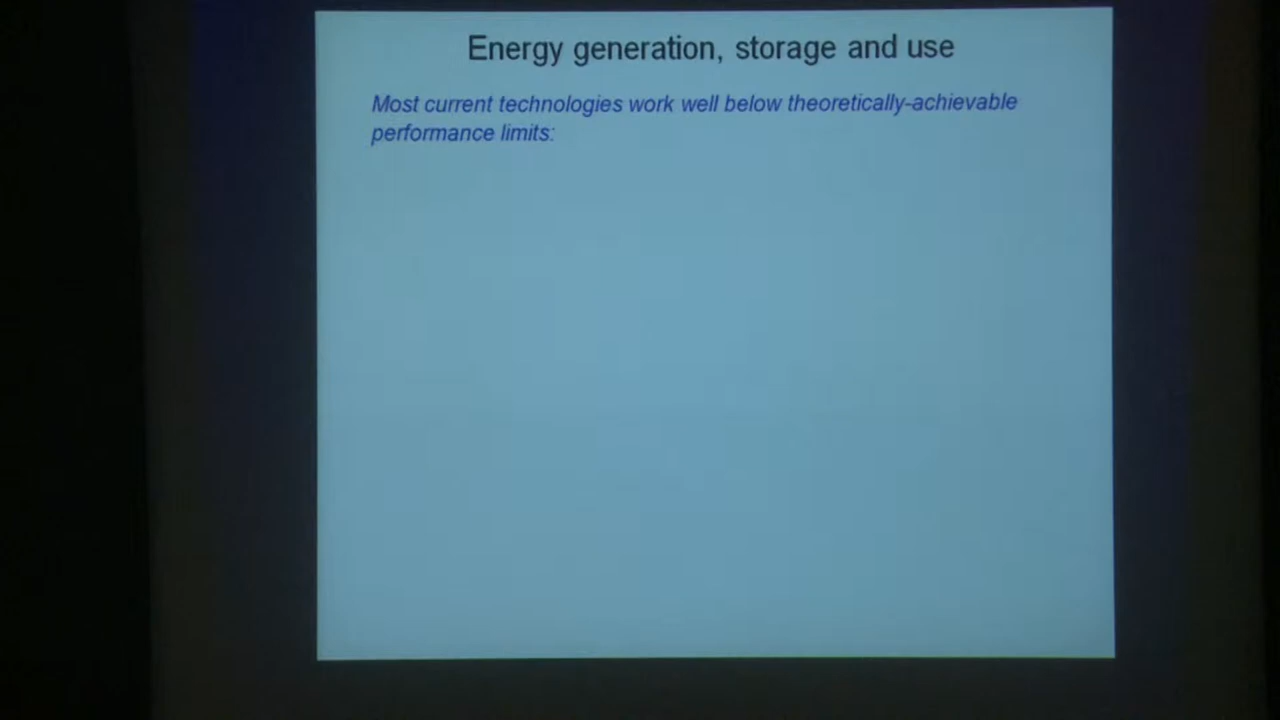 Energy generation, storage and use
Most current technologies work well below theoretically-achievable
performance limits: